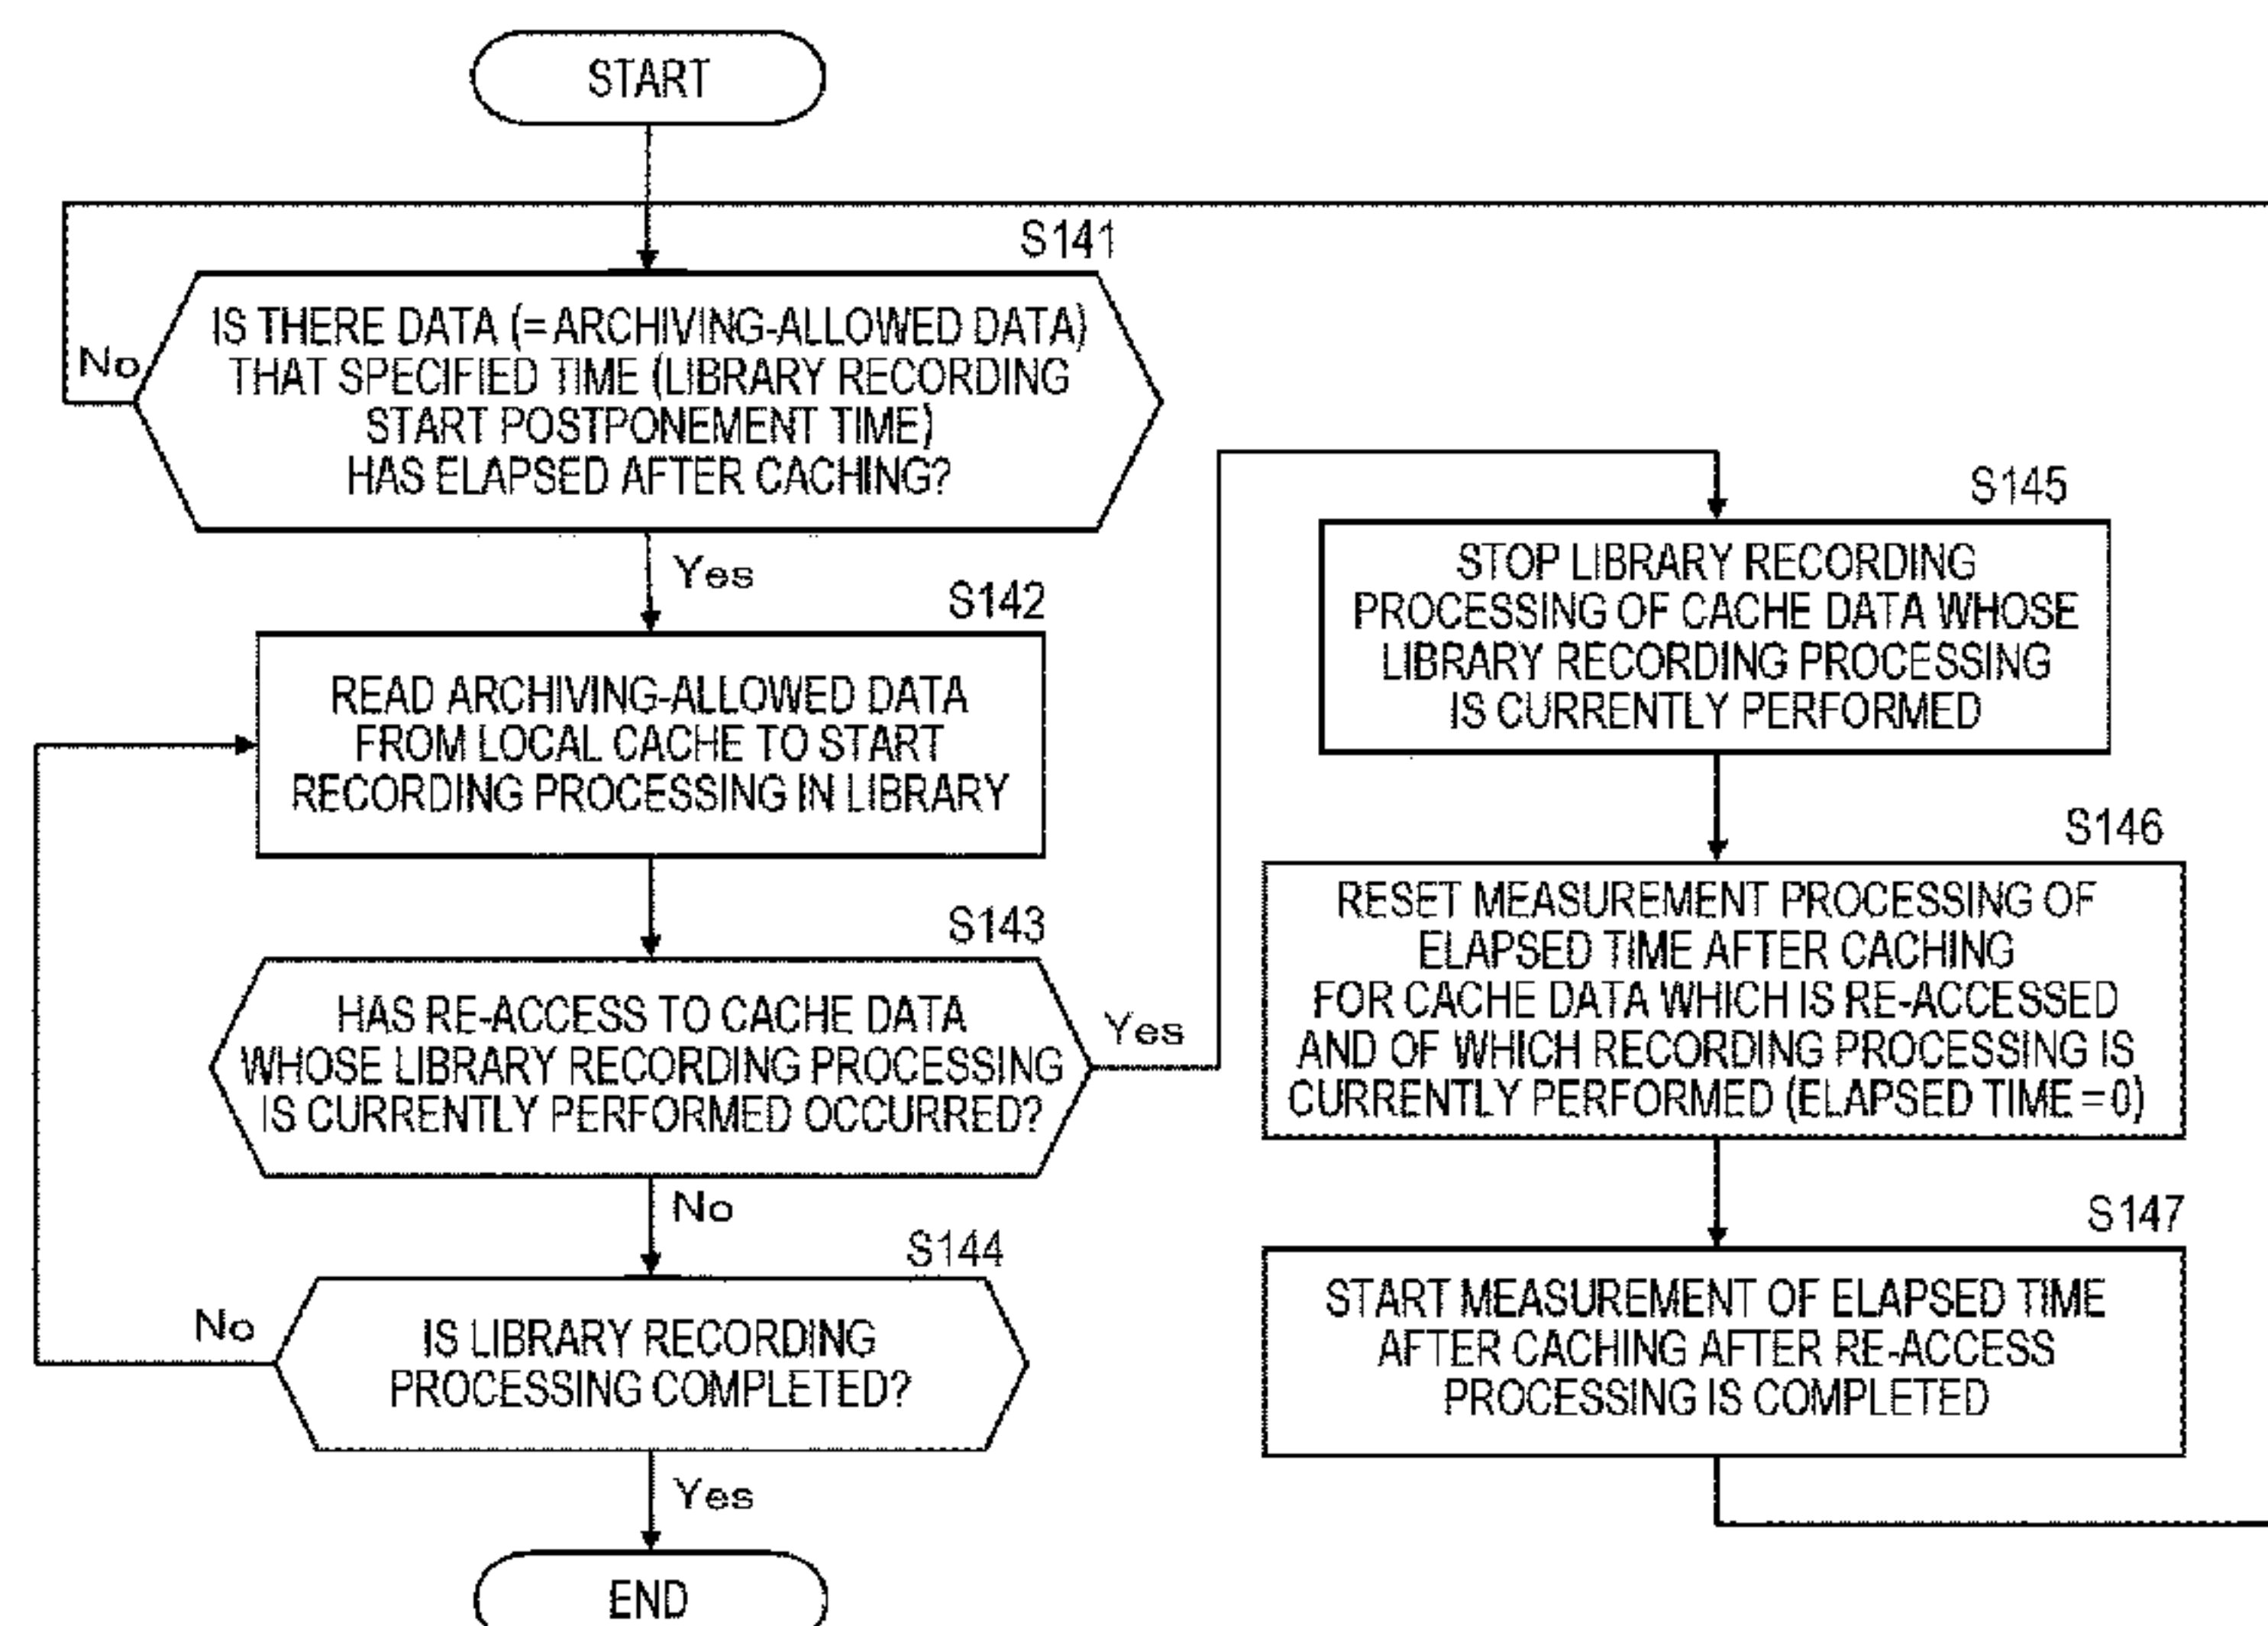 START
S141
IS THERE DATA (=ARCHIVING-ALLOWED DATA)
THAT SPECIFIED TIME (LIBRARY RECORDING
START POSTPONEMENT TIME)
HAS ELAPSED AFTER CACHING?
No
Yes
S142
READ ARCHIVING-ALLOWED DATA
FROM LOCAL CACHE TO START
RECORDING PROCESSING IN LIBRARY
S143
HAS RE-ACCESS TO CACHE DATA
WHOSE LIBRARY RECORDING PROCESSING
IS CURRENTLY PERFORMED OCCURRED?
Yes
No
S144
IS LIBRARY RECORDING
PROCESSING COMPLETED?
No
Yes
END
S145
STOP LIBRARY RECORDING
PROCESSING OF CACHE DATA WHOSE
LIBRARY RECORDING PROCESSING
IS CURRENTLY PERFORMED
S146
RESET MEASUREMENT PROCESSING OF
ELAPSED TIME AFTER CACHING
FOR CACHE DATA WHICH IS RE-ACCESSED
AND OF WHICH RECORDING PROCESSING IS
CURRENTLY PERFORMED (ELAPSED TIME=0)
S147
START MEASUREMENT OF ELAPSED TIME
AFTER CACHING AFTER RE-ACCESS
PROCESSING IS COMPLETED